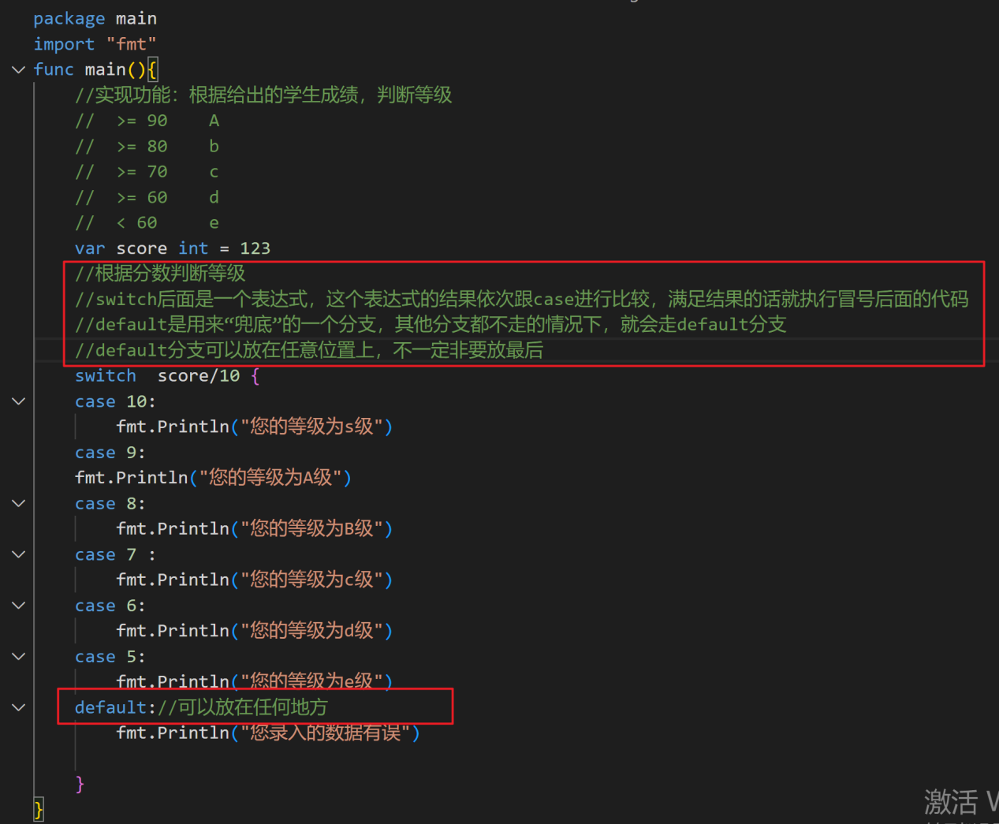 package main
import "fmt"
func main(){
//实现功能：根据给出的学生成绩，判断等级
//  >= 90    A
//  >= 80    b
//  >= 70    c
//  >= 60    d
//  < 60     e
var score int = 123
//根据分数判断等级
//switch后面是一个表达式，这个表达式的结果依次跟case进行比较，满足结果的话就执行冒号后面的代码
//default是用来“兜底”的一个分支，其他分支都不走的情况下，就会走default分支
//default分支可以放在任意位置上，不一定非要放最后
switch  score/10 {
case 10:
fmt.Println("您的等级为s级")
case 9:
fmt.Println("您的等级为A级")
case 8:
fmt.Println("您的等级为B级")
case 7 :
fmt.Println("您的等级为c级")
case 6:
fmt.Println("您的等级为d级")
case 5:
fmt.Println("您的等级为e级")
default://可以放在任何地方
fmt.Println("您录入的数据有误")
}
}
激活